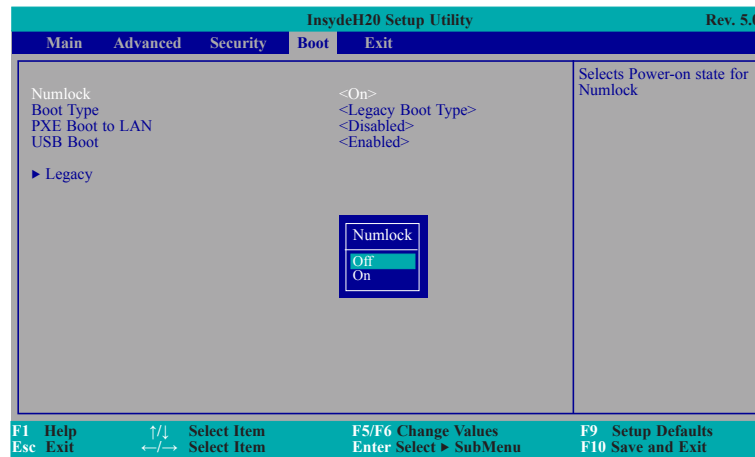 InsydeH20 Setup Utility Rev. 5.0
Main Advanced Security Boot Exit
Numlock <On>
Boot Type <Legacy Boot Type>
PXE Boot to LAN <Disabled>
USB Boot <Enabled>
▶ Legacy
Selects Power-on state for
Numlock
Numlock
Off
On
F1 Help ↑/↓ Select Item F5/F6 Change Values F9 Setup Defaults
Esc Exit ←/→ Select Item Enter Select ▶ SubMenu F10 Save and Exit